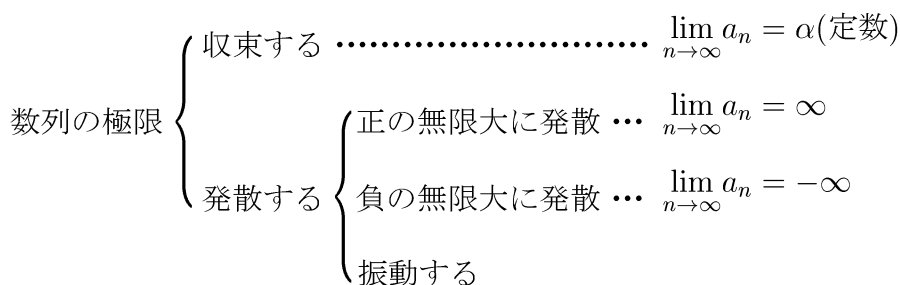 収束する ………………………… lim_{n→∞} a_n = α(定数)
数列の極限
正の無限大に発散 … lim_{n→∞} a_n = ∞
発散する
負の無限大に発散 … lim_{n→∞} a_n = −∞
振動する